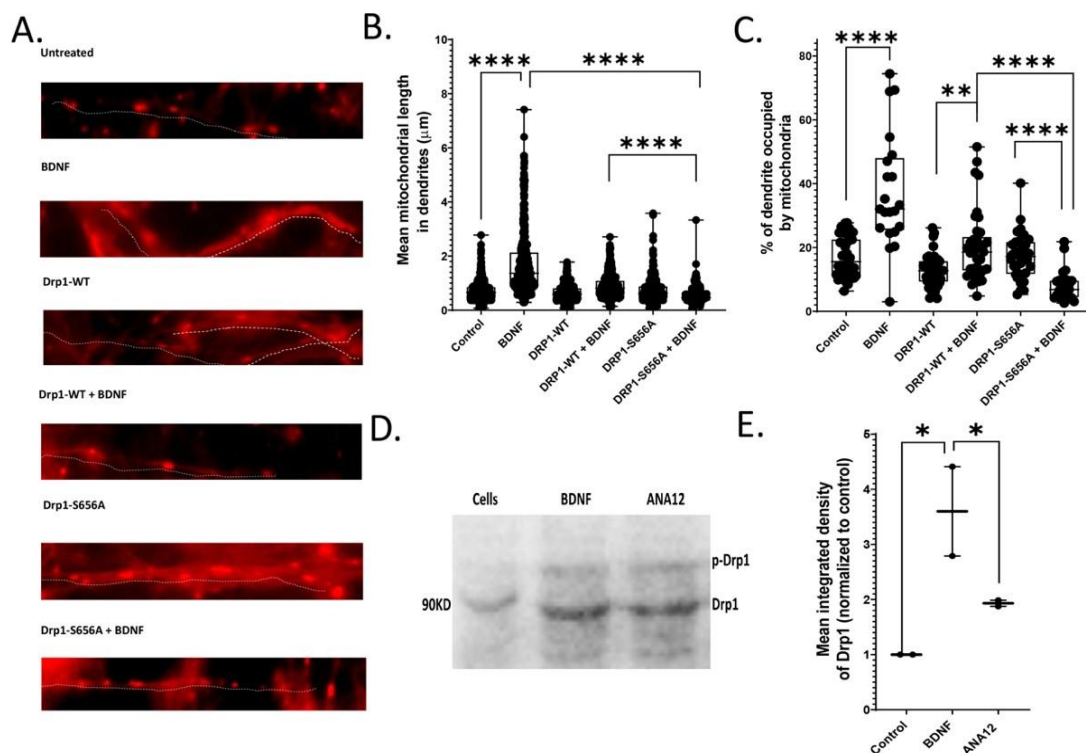 A.
Untreated
BDNF
Drp1-WT
Drp1-WT + BDNF
Drp1-S656A
Drp1-S656A + BDNF
B.
Mean mitochondrial length
in dendrites (μm)
10
8
6
4
2
0
****
****
****
Control
BDNF
DRP1-WT
DRP1-WT + BDNF
DRP1-S656A
DRP1-S656A + BDNF
C.
% of dendrite occupied
by mitochondria
80
60
40
20
0
****
**
****
****
Control
BDNF
DRP1-WT
DRP1-WT + BDNF
DRP1-S656A
DRP1-S656A + BDNF
D.
Cells BDNF ANA12
p-Drp1
90KD Drp1
E.
Mean integrated density
of Drp1 (normalized to control)
6
5
4
3
2
1
0
* *
Control
BDNF
ANA12